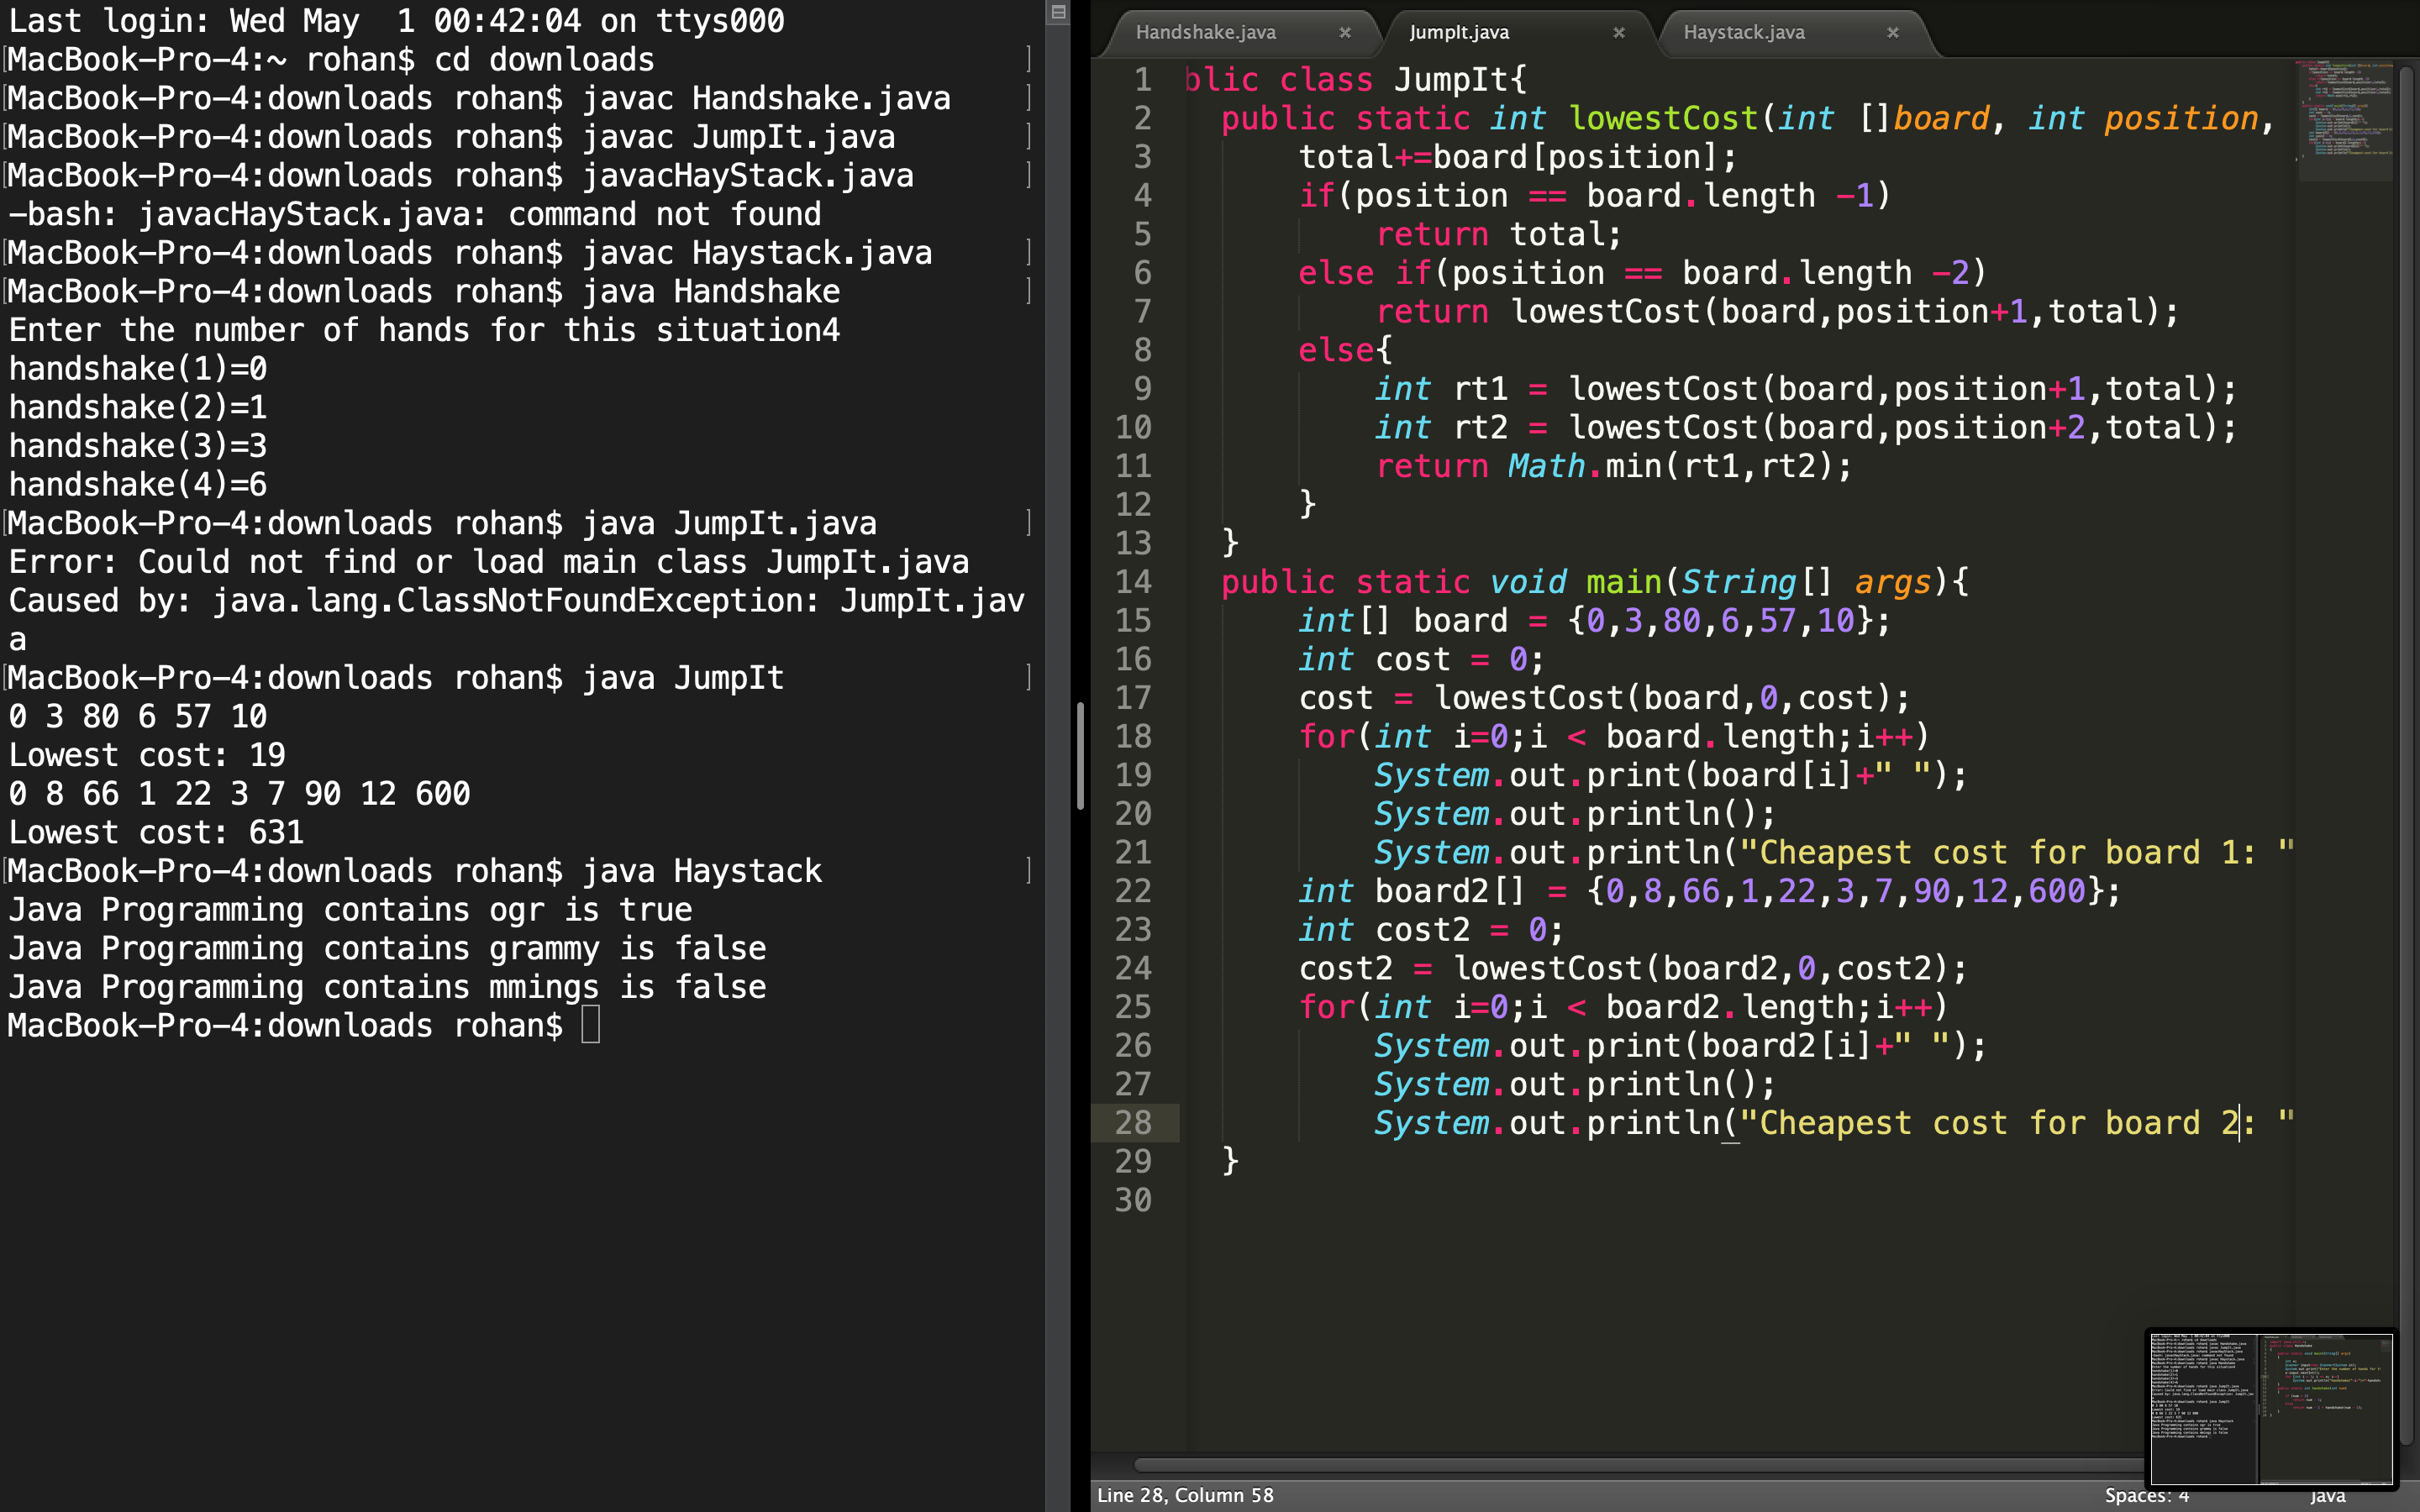 Last login: Wed May  1 00:42:04 on ttys000
[MacBook-Pro-4:~ rohan$ cd downloads ]
[MacBook-Pro-4:downloads rohan$ javac Handshake.java ]
[MacBook-Pro-4:downloads rohan$ javac JumpIt.java ]
[MacBook-Pro-4:downloads rohan$ javacHayStack.java ]
-bash: javacHayStack.java: command not found
[MacBook-Pro-4:downloads rohan$ javac Haystack.java ]
[MacBook-Pro-4:downloads rohan$ java Handshake ]
Enter the number of hands for this situation4
handshake(1)=0
handshake(2)=1
handshake(3)=3
handshake(4)=6
[MacBook-Pro-4:downloads rohan$ java JumpIt.java ]
Error: Could not find or load main class JumpIt.java
Caused by: java.lang.ClassNotFoundException: JumpIt.jav
a
[MacBook-Pro-4:downloads rohan$ java JumpIt ]
0 3 80 6 57 10
Lowest cost: 19
0 8 66 1 22 3 7 90 12 600
Lowest cost: 631
[MacBook-Pro-4:downloads rohan$ java Haystack ]
Java Programming contains ogr is true
Java Programming contains grammy is false
Java Programming contains mmings is false
MacBook-Pro-4:downloads rohan$
Handshake.java × JumpIt.java × Haystack.java ×
1 blic class JumpIt{
2 public static int lowestCost(int []board, int position,
3 total+=board[position];
4 if(position == board.length -1)
5 return total;
6 else if(position == board.length -2)
7 return lowestCost(board,position+1,total);
8 else{
9 int rt1 = lowestCost(board,position+1,total);
10 int rt2 = lowestCost(board,position+2,total);
11 return Math.min(rt1,rt2);
12 }
13 }
14 public static void main(String[] args){
15 int[] board = {0,3,80,6,57,10};
16 int cost = 0;
17 cost = lowestCost(board,0,cost);
18 for(int i=0;i < board.length;i++)
19 System.out.print(board[i]+" ");
20 System.out.println();
21 System.out.println("Cheapest cost for board 1: "
22 int board2[] = {0,8,66,1,22,3,7,90,12,600};
23 int cost2 = 0;
24 cost2 = lowestCost(board2,0,cost2);
25 for(int i=0;i < board2.length;i++)
26 System.out.print(board2[i]+" ");
27 System.out.println();
28 System.out.println("Cheapest cost for board 2: "
29 }
30
Line 28, Column 58
Spaces: 4
Java